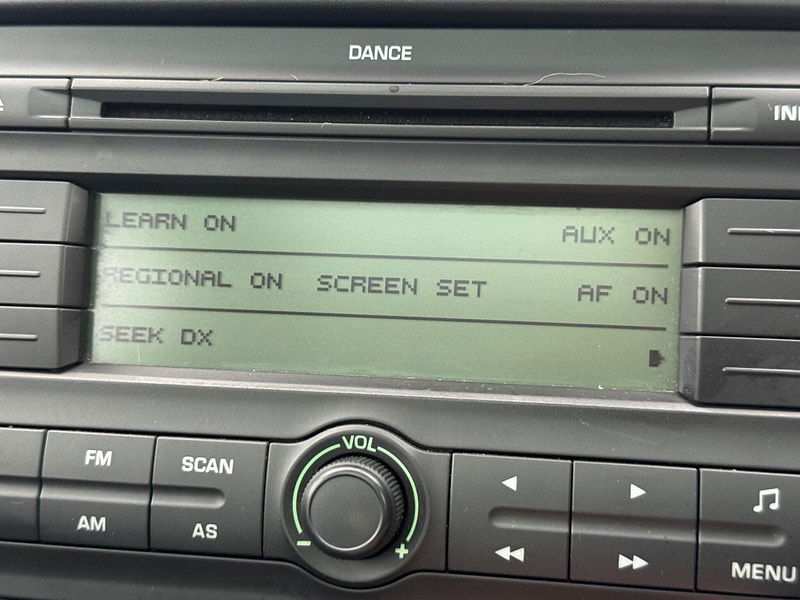 DANCE
LEARN ON AUX ON
REGIONAL ON SCREEN SET AF ON
SEEK DX
FM
AM
SCAN
AS
VOL
- +
MENU